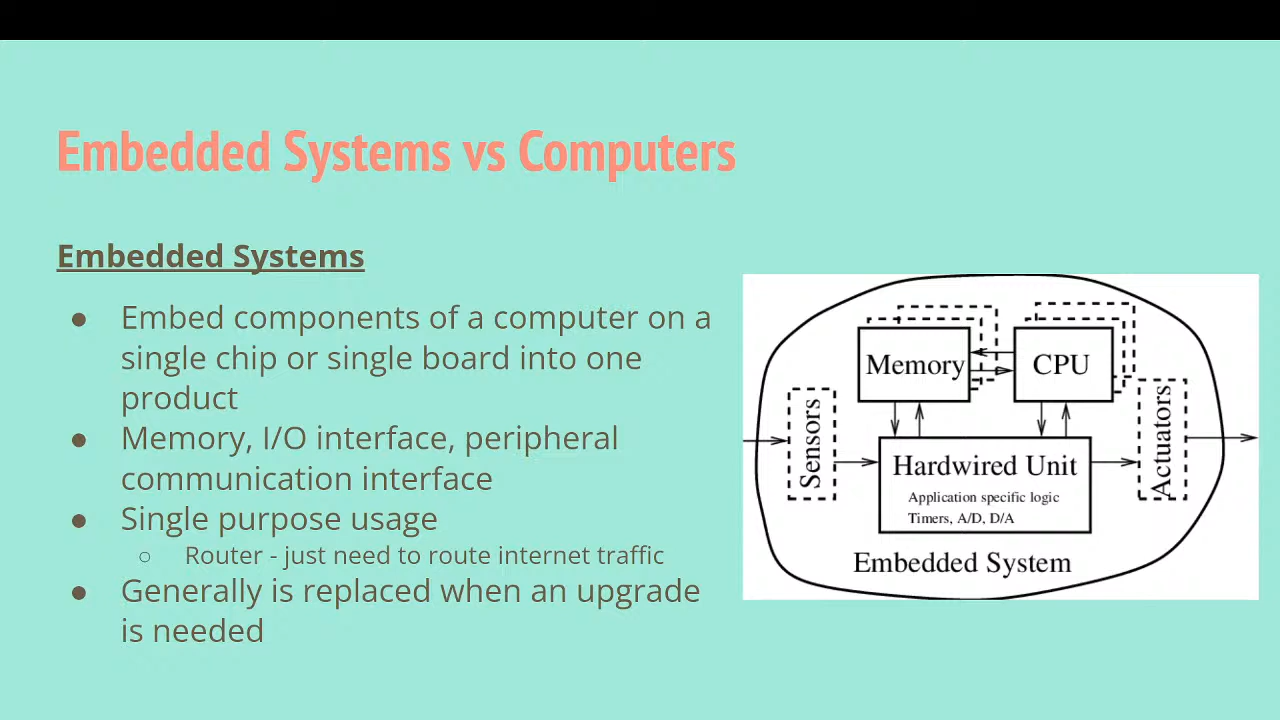 Embedded Systems vs Computers
Embedded Systems
● Embed components of a computer on a
single chip or single board into one
product
● Memory, I/O interface, peripheral
communication interface
● Single purpose usage
○ Router - just need to route internet traffic
● Generally is replaced when an upgrade
is needed
Memory
CPU
Sensors
Actuators
Hardwired Unit
Application specific logic
Timers, A/D, D/A
Embedded System